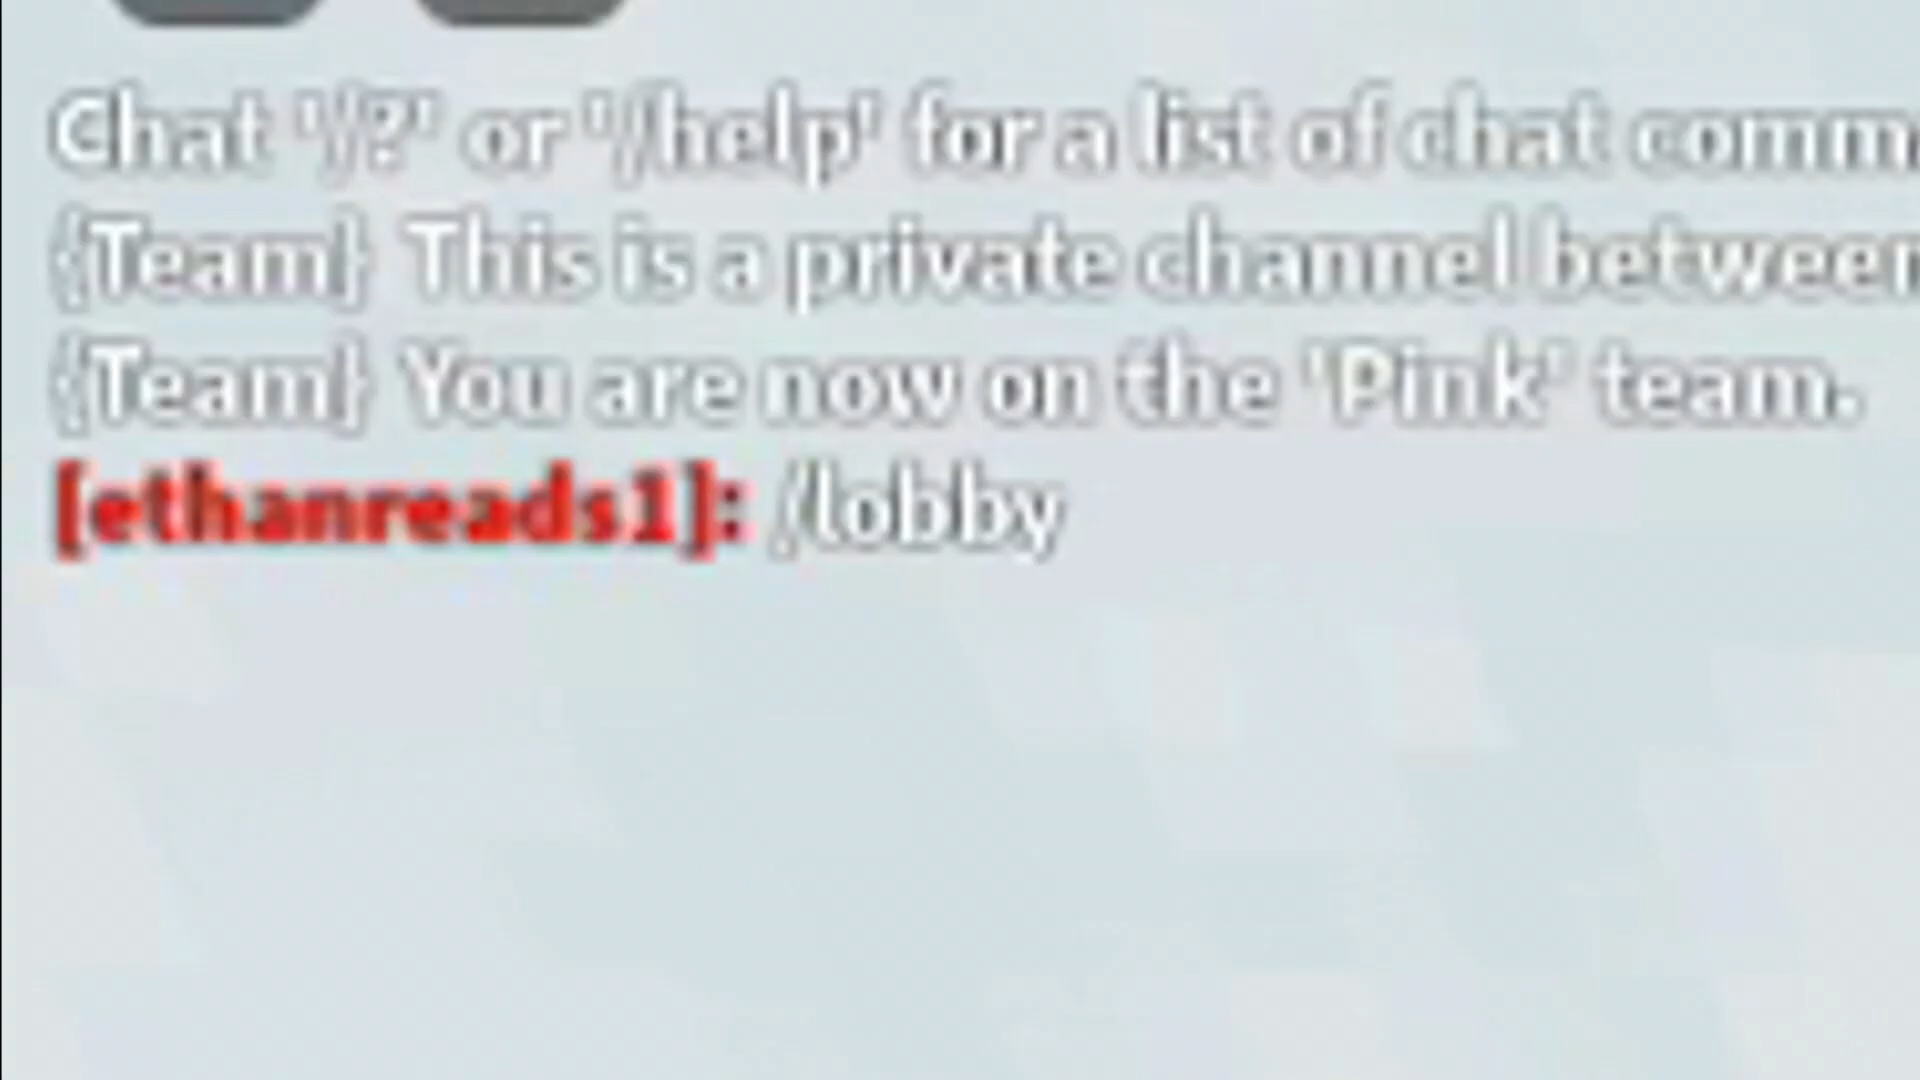 Chat '/?' or '/help' for a list of chat comm
{Team} This is a private channel between
{Team} You are now on the 'Pink' team.
[ethanreads1]: /lobby